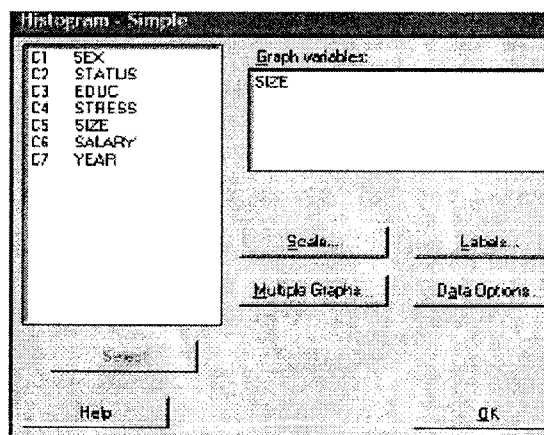 Histogram - Simple
C1 SEX
C2 STATUS
C3 EDUC
C4 STRESS
C5 SIZE
C6 SALARY
C7 YEAR
Graph variables:
SIZE
Scale...
Labels...
Multiple Graphs...
Data Options...
Select
Help
OK